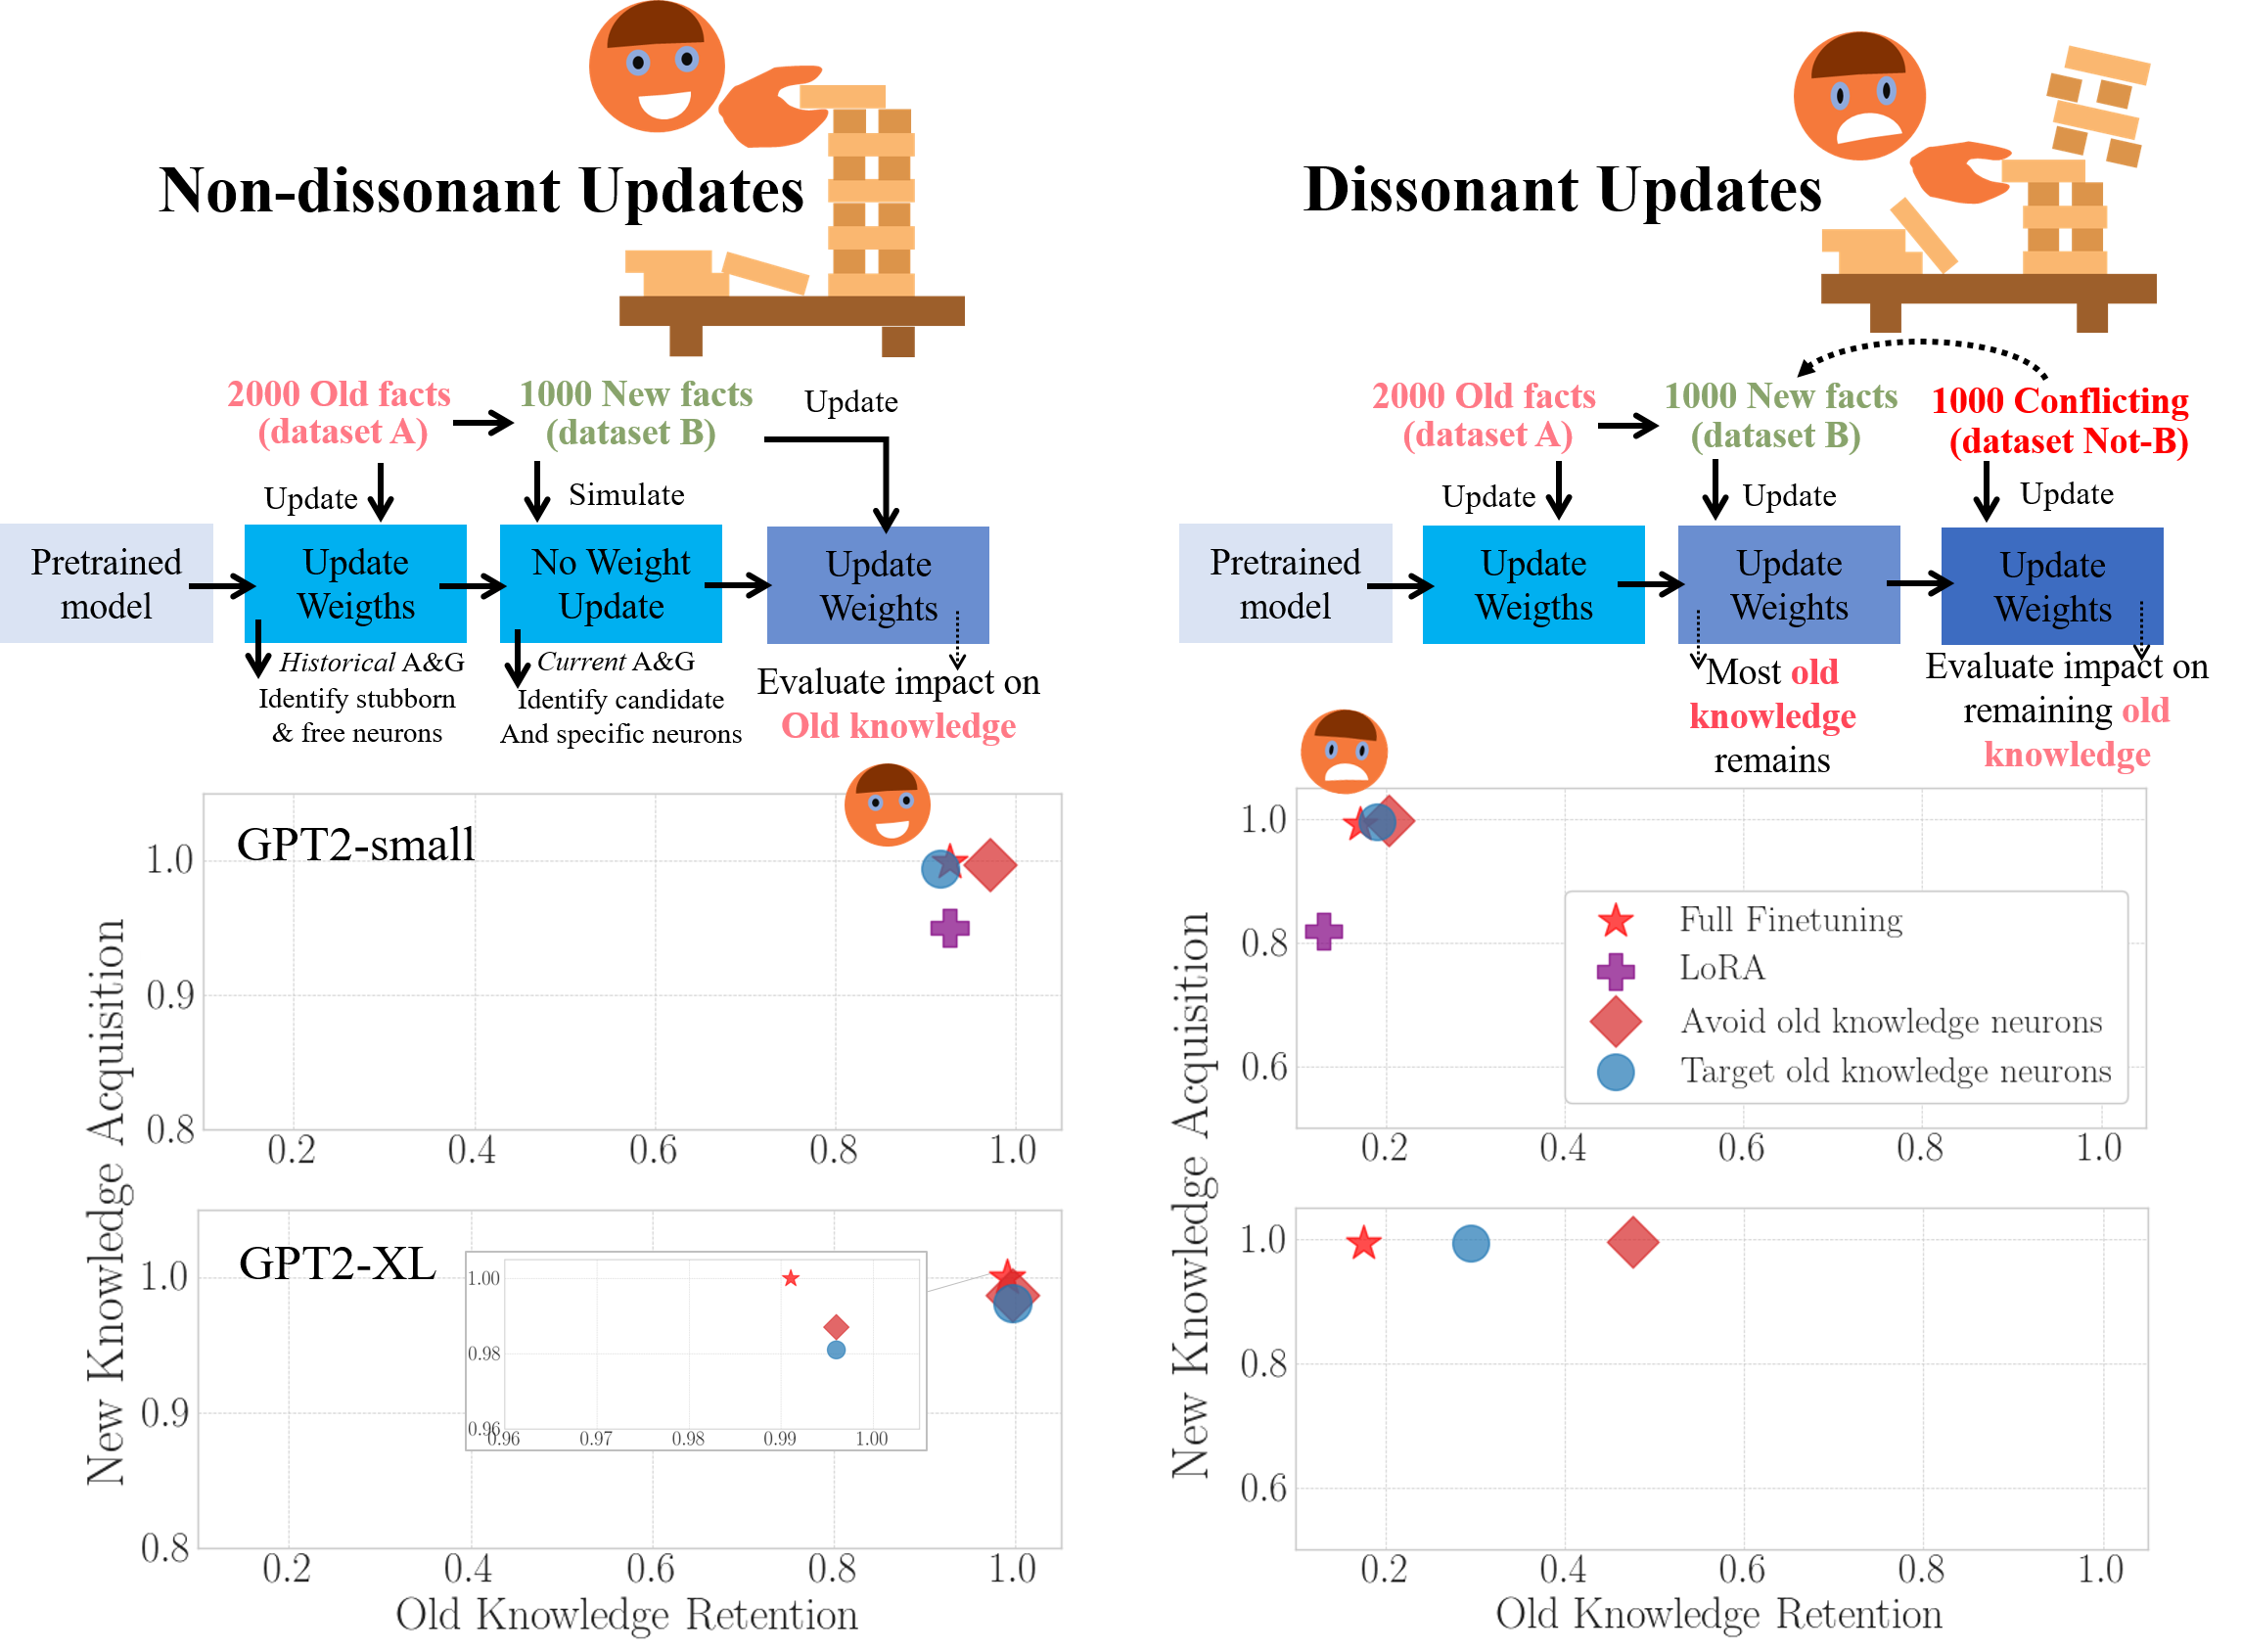 Non-dissonant Updates
2000 Old facts
(dataset A)
1000 New facts
(dataset B)
Update
Update
Simulate
Pretrained
model
Update
Weigths
No Weight
Update
Update
Weights
Historical A&G
Identify stubborn
& free neurons
Current A&G
Identify candidate
And specific neurons
Evaluate impact on
Old knowledge
GPT2-small
1.0
0.9
0.8
0.2
0.4
0.6
0.8
1.0
New Knowledge Acquisition
GPT2-XL
1.0
0.9
0.8
1.00
0.98
0.96
0.96
0.97
0.98
0.99
1.00
0.2
0.4
0.6
0.8
1.0
Old Knowledge Retention
Dissonant Updates
2000 Old facts
(dataset A)
1000 New facts
(dataset B)
1000 Conflicting
(dataset Not-B)
Update
Update
Update
Pretrained
model
Update
Weigths
Update
Weights
Update
Weights
Most old
knowledge
remains
Evaluate impact on
remaining old
knowledge
1.0
0.8
0.6
Full Finetuning
LoRA
Avoid old knowledge neurons
Target old knowledge neurons
0.2
0.4
0.6
0.8
1.0
New Knowledge Acquisition
1.0
0.8
0.6
0.2
0.4
0.6
0.8
1.0
Old Knowledge Retention